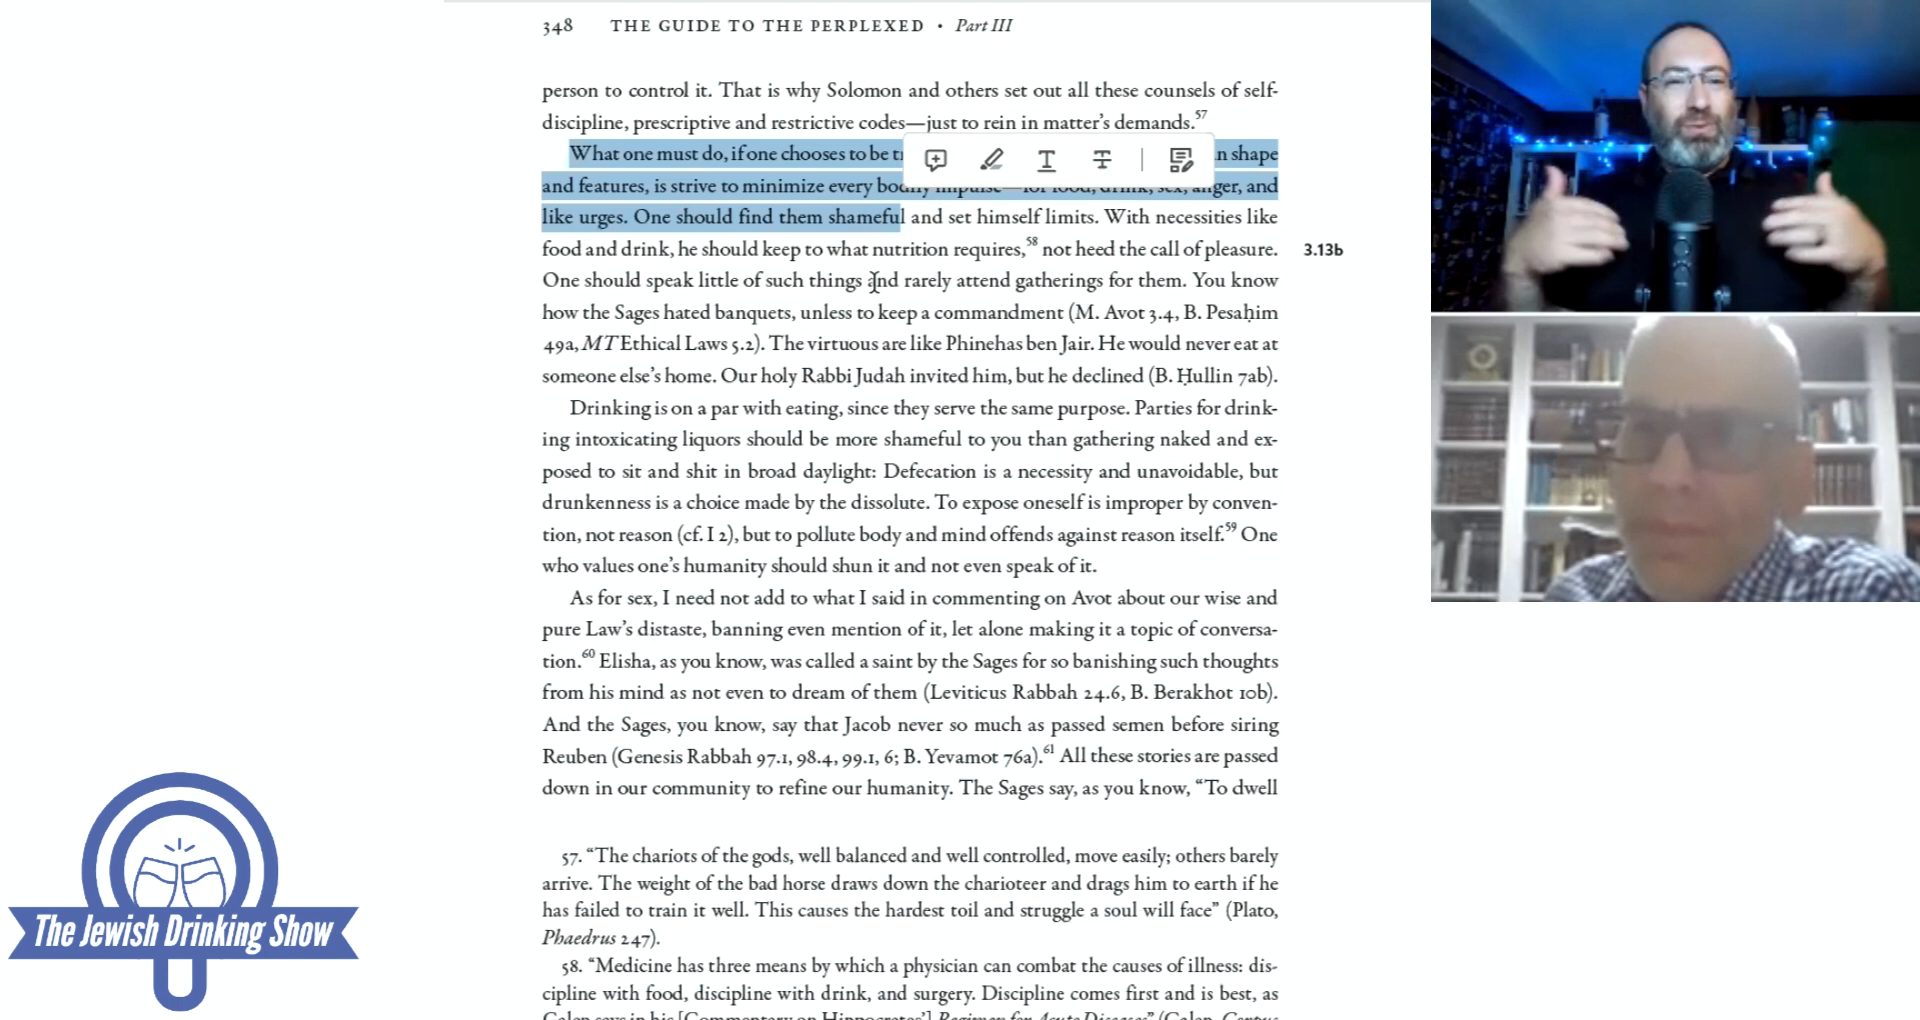 348 THE GUIDE TO THE PERPLEXED • Part III
person to control it. That is why Solomon and others set out all these counsels of self-
discipline, prescriptive and restrictive codes—just to rein in matter's demands.57
What one must do, if one chooses to be n shape
and features, is strive to minimize every bodily impulse—for food, drink, sex, anger, and
like urges. One should find them shameful and set himself limits. With necessities like
food and drink, he should keep to what nutrition requires,58 not heed the call of pleasure.
3.13b
One should speak little of such things and rarely attend gatherings for them. You know
how the Sages hated banquets, unless to keep a commandment (M. Avot 3.4, B. Pesaḥim
49a, MT Ethical Laws 5.2). The virtuous are like Phinehas ben Jair. He would never eat at
someone else's home. Our holy Rabbi Judah invited him, but he declined (B. Ḥullin 7ab).
Drinking is on a par with eating, since they serve the same purpose. Parties for drink-
ing intoxicating liquors should be more shameful to you than gathering naked and ex-
posed to sit and shit in broad daylight: Defecation is a necessity and unavoidable, but
drunkenness is a choice made by the dissolute. To expose oneself is improper by conven-
tion, not reason (cf. I 2), but to pollute body and mind offends against reason itself.59 One
who values one's humanity should shun it and not even speak of it.
As for sex, I need not add to what I said in commenting on Avot about our wise and
pure Law's distaste, banning even mention of it, let alone making it a topic of conversa-
tion.60 Elisha, as you know, was called a saint by the Sages for so banishing such thoughts
from his mind as not even to dream of them (Leviticus Rabbah 24.6, B. Berakhot 10b).
And the Sages, you know, say that Jacob never so much as passed semen before siring
Reuben (Genesis Rabbah 97.1, 98.4, 99.1, 6; B. Yevamot 76a).61 All these stories are passed
down in our community to refine our humanity. The Sages say, as you know, “To dwell
57. “The chariots of the gods, well balanced and well controlled, move easily; others barely
arrive. The weight of the bad horse draws down the charioteer and drags him to earth if he
has failed to train it well. This causes the hardest toil and struggle a soul will face” (Plato,
Phaedrus 247).
58. “Medicine has three means by which a physician can combat the causes of illness: dis-
cipline with food, discipline with drink, and surgery. Discipline comes first and is best, as
Galen says in his [Commentary on Hippocrates'] Regimen for Acute Diseases” (Galen, Corpus
The Jewish Drinking Show